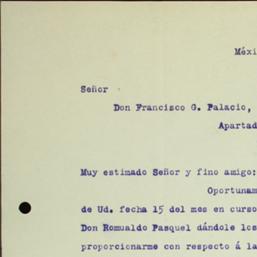 Méxi
Señor
Don Francisco G. Palacio,
Apartad
Muy estimado Señor y fino amigo:
Oportunam
de Ud. fecha 15 del mes en curso
Don Romualdo Pasquel dándole los
proporcionarme con respecto á la